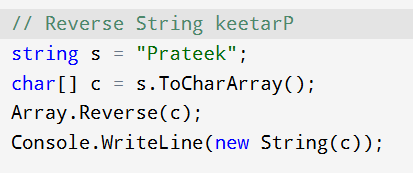 // Reverse String keetarP
string s = "Prateek";
char[] c = s.ToCharArray();
Array.Reverse(c);
Console.WriteLine(new String(c));